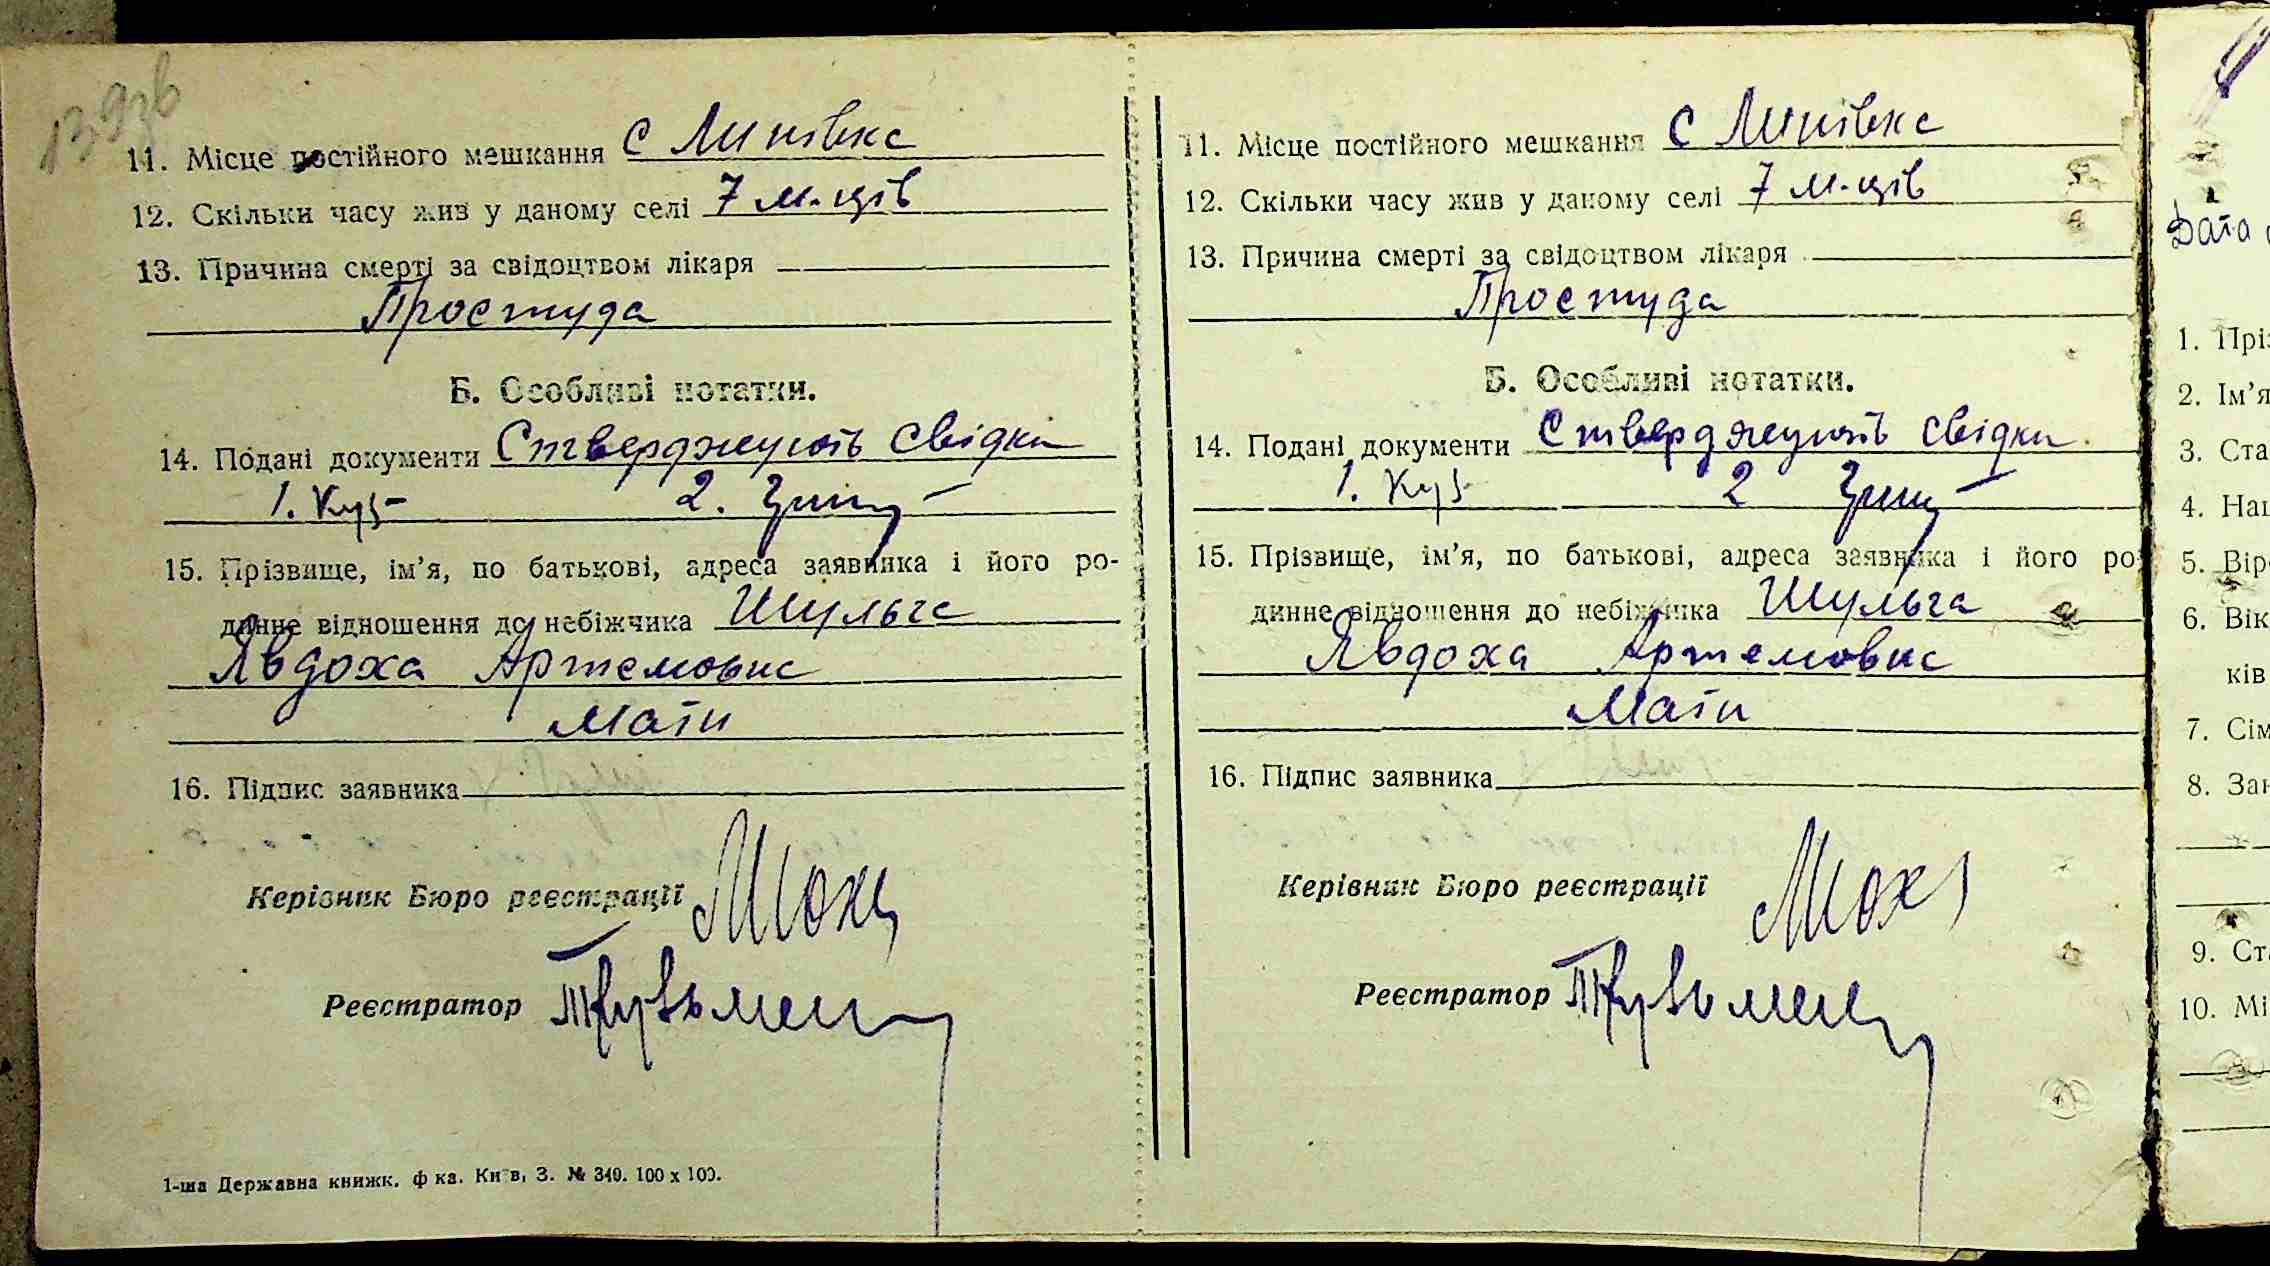 11. Місце постійного мешкання с Липівка
12. Скільки часу жив у даному селі 7 м-ців
13. Причина смерті за свідоцтвом лікаря
Простуда
Б. Особливі нотатки.
14. Подані документи Стверджують свідки
1. Куз- 2.
15. Прізвище, ім’я, по батькові, адреса заявника і його ро-
динне відношення до небіжчика Шульга
Явдоха Артемовна
Мати
16. Підпис заявника
Керівник Бюро реєстрації
Реєстратор
1-ша Державна книжк. ф-ка. Київ, З. № 340. 100 х 100.
11. Місце постійного мешкання с Липівка
12. Скільки часу жив у даному селі 7 м-ців
13. Причина смерті за свідоцтвом лікаря
Простуда
Б. Особливі нотатки.
14. Подані документи Стверджують свідки
1. Куз- 2
15. Прізвище, ім’я, по батькові, адреса заявника і його ро-
динне відношення до небіжчика Шульга
Явдоха Артемовна
Мати
16. Підпис заявника
Керівник Бюро реєстрації
Реєстратор
Дата
1. Пріз
2. Ім’я
3. Ста
4. Нац
5. Віро
6. Вік
ків
7. Сім
8. Зан
9. Ст
10. Мі